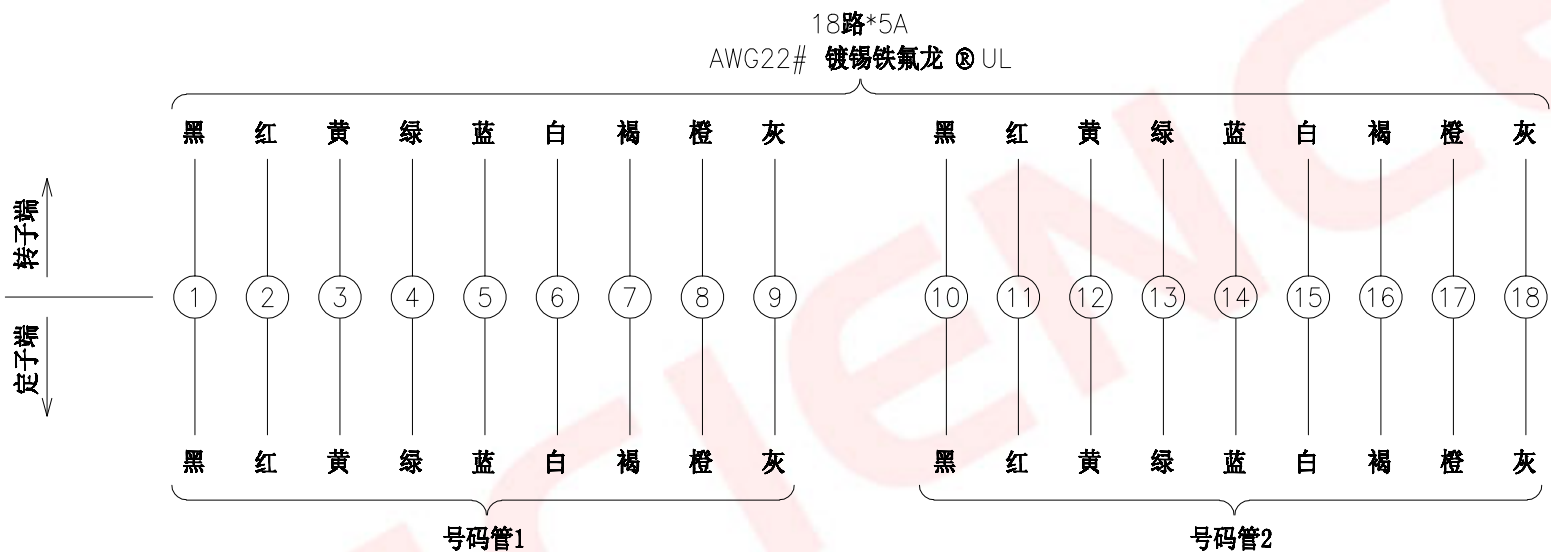 18路*5A
AWG22# 镀锡铁氟龙 ® UL
黑 红 黄 绿 蓝 白 褐 橙 灰 黑 红 黄 绿 蓝 白 褐 橙 灰
转子端
1 2 3 4 5 6 7 8 9 10 11 12 13 14 15 16 17 18
定子端
黑 红 黄 绿 蓝 白 褐 橙 灰 黑 红 黄 绿 蓝 白 褐 橙 灰
号码管1 号码管2